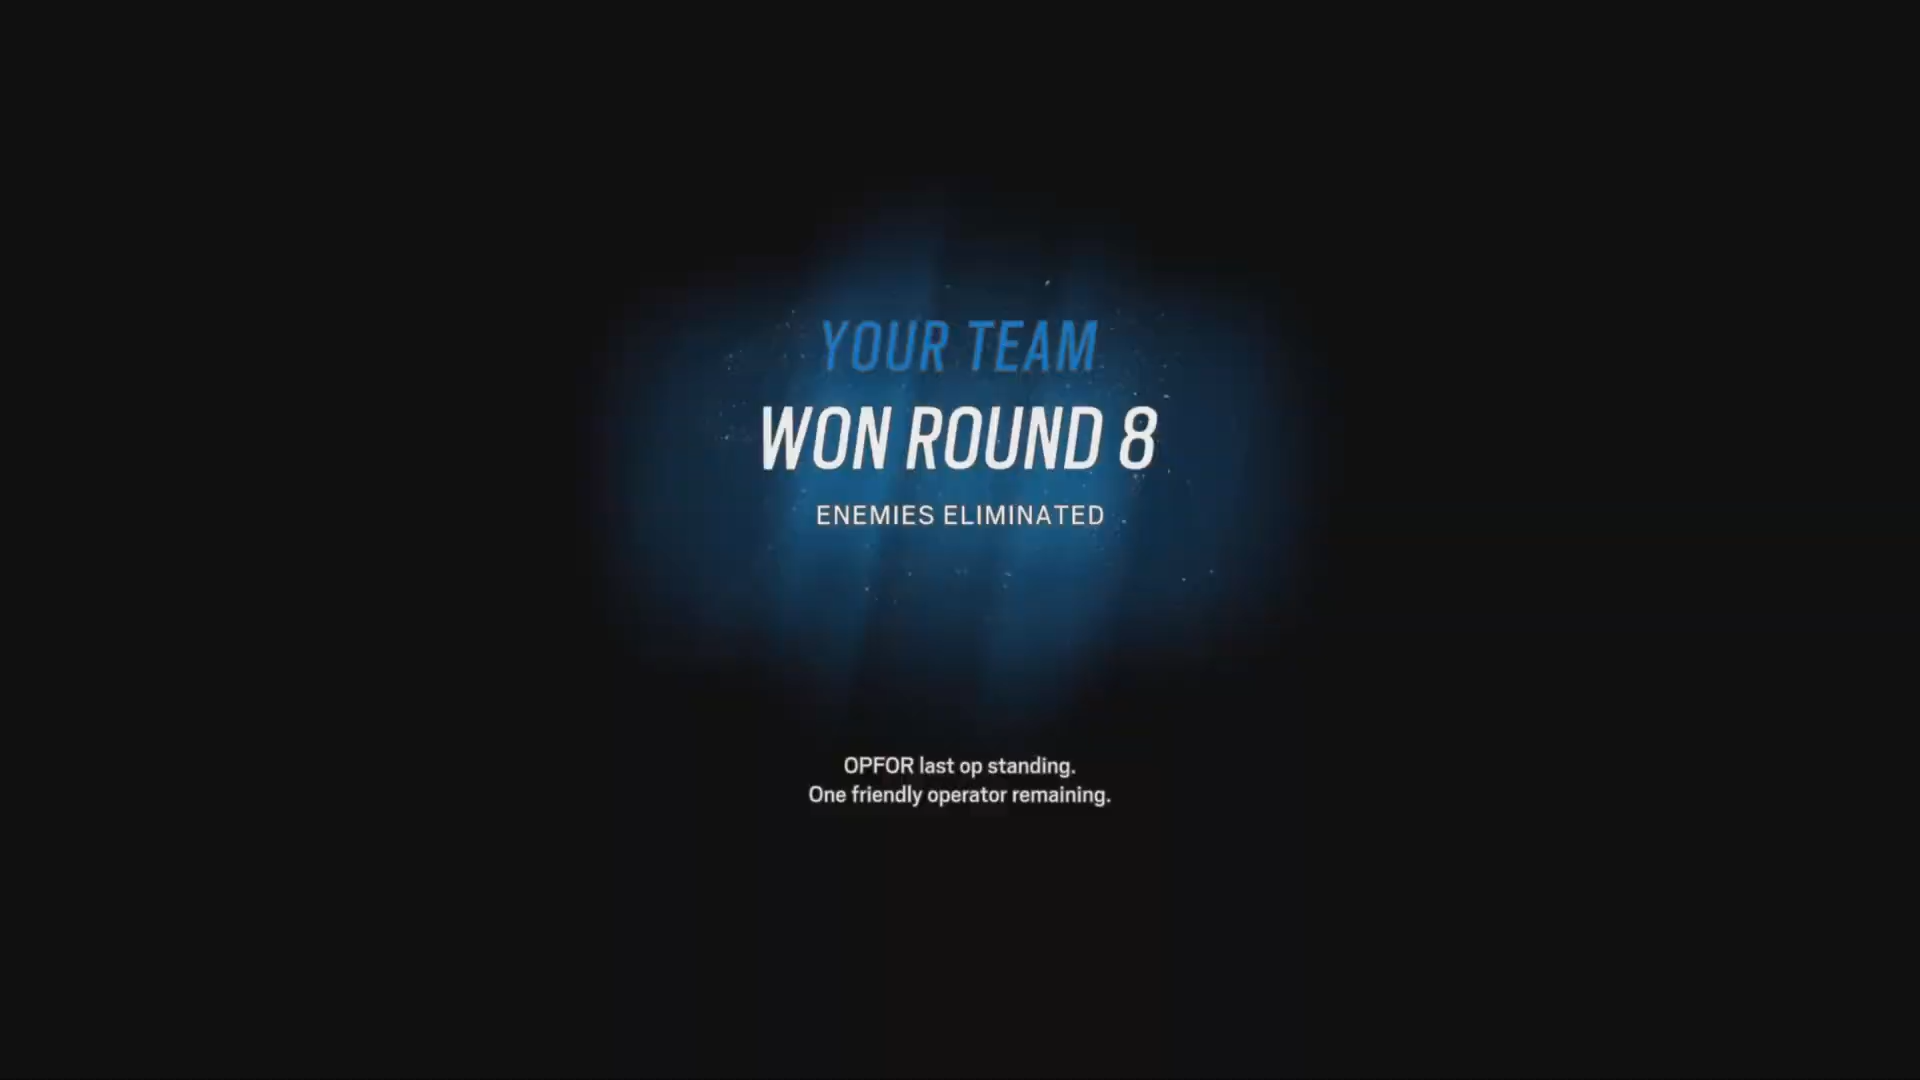 YOUR TEAM
WON ROUND 8
ENEMIES ELIMINATED
OPFOR last op standing.
One friendly operator remaining.